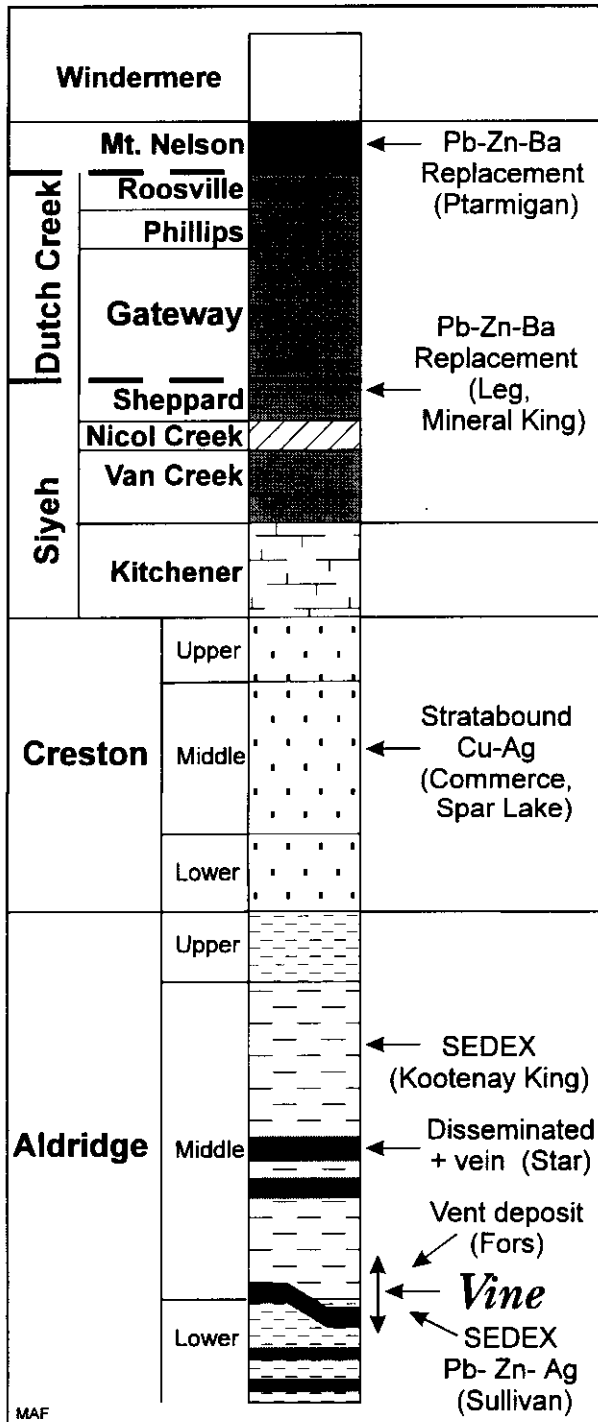 Windermere
Mt. Nelson
Pb-Zn-Ba
Replacement
(Ptarmigan)
Dutch Creek
Roosville
Phillips
Gateway
Pb-Zn-Ba
Replacement
(Leg,
Mineral King)
Siyeh
Sheppard
Nicol Creek
Van Creek
Kitchener
Creston
Upper
Middle
Lower
Stratabound
Cu-Ag
(Commerce,
Spar Lake)
Aldridge
Upper
Middle
Lower
SEDEX
(Kootenay King)
Disseminated
+ vein (Star)
Vent deposit
(Fors)
Vine
SEDEX
Pb- Zn- Ag
(Sullivan)
MAF